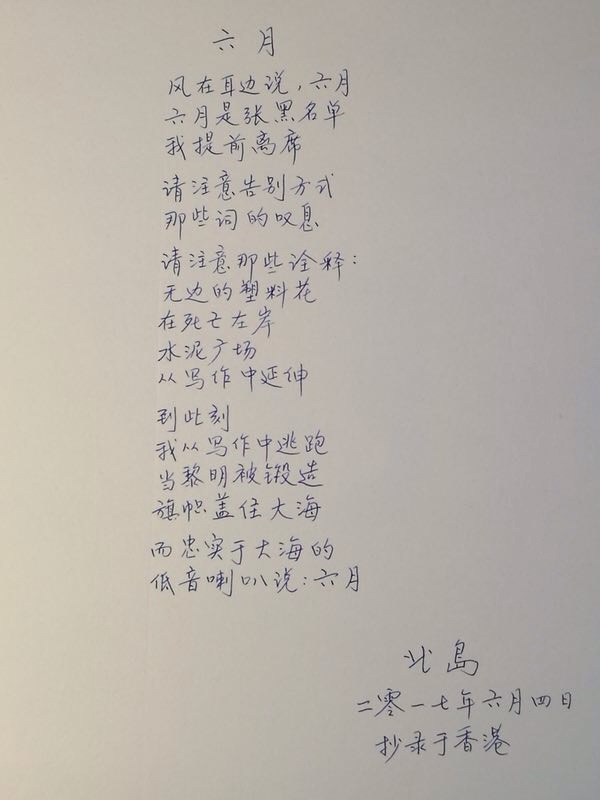 六月
风在耳边说，六月
六月是张黑名单
我提前离席
请注意告别方式
那些词的叹息
请注意那些诠释：
无边的塑料花
在死亡左岸
水泥广场
从写作中延伸
到此刻
我从写作中逃跑
当黎明被锻造
旗帜盖住大海
而忠实于大海的
低音喇叭说：六月
北岛
二零一七年六月四日
抄录于香港